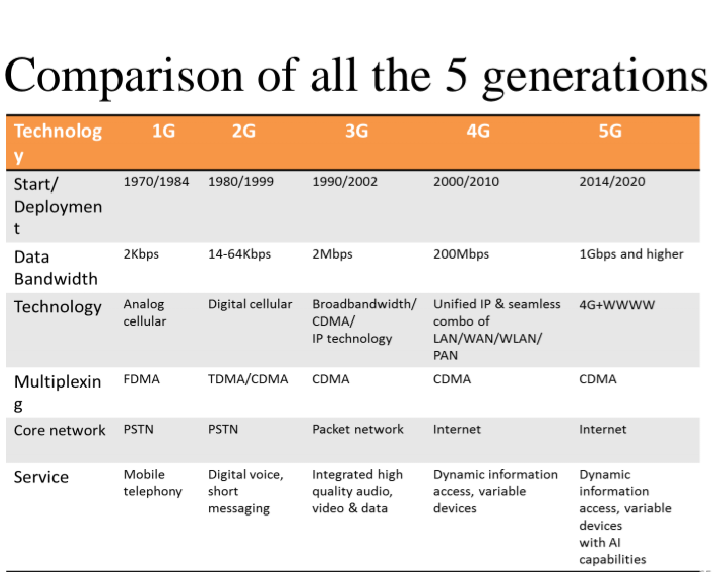 Comparison of all the 5 generations
Technolog
y
1G
2G
3G
4G
5G
Start/
Deploymen
t
1970/1984
1980/1999
1990/2002
2000/2010
2014/2020
Data
Bandwidth
2Kbps
14-64Kbps
2Mbps
200Mbps
1Gbps and higher
Technology
Analog
cellular
Digital cellular
Broadbandwidth/
CDMA/
IP technology
Unified IP & seamless
combo of
LAN/WAN/WLAN/
PAN
4G+WWWW
Multiplexin
g
FDMA
TDMA/CDMA
CDMA
CDMA
CDMA
Core network
PSTN
PSTN
Packet network
Internet
Internet
Service
Mobile
telephony
Digital voice,
short
messaging
Integrated high
quality audio,
video & data
Dynamic information
access, variable
devices
Dynamic
information
access, variable
devices
with AI
capabilities